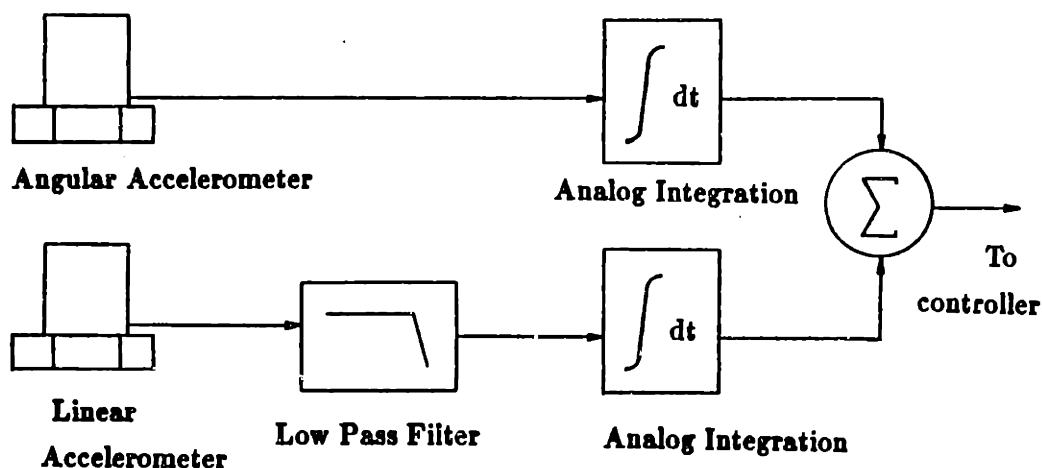 ∫ dt
Angular Accelerometer
Analog Integration
∑
To
controller
∫ dt
Linear
Accelerometer
Low Pass Filter
Analog Integration